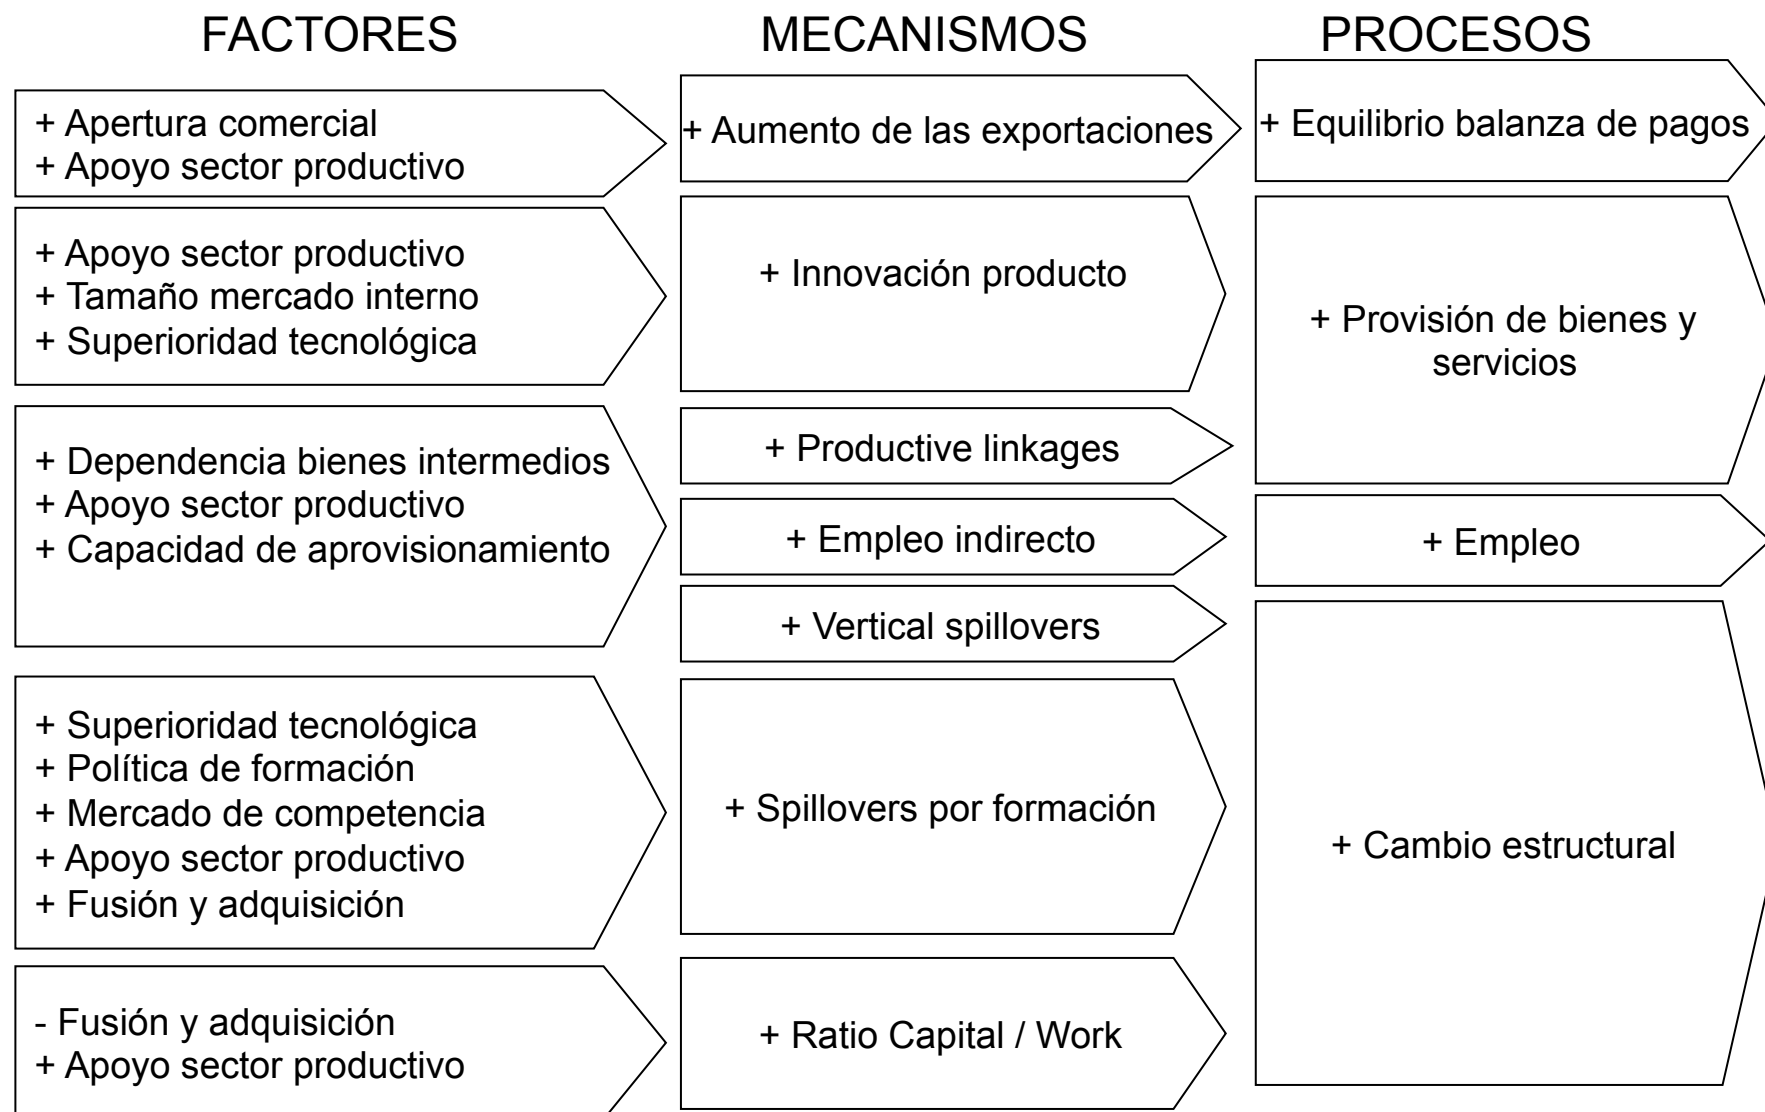 FACTORES
MECANISMOS
PROCESOS
+ Apertura comercial
+ Apoyo sector productivo
+ Aumento de las exportaciones
+ Equilibrio balanza de pagos
+ Apoyo sector productivo
+ Tamaño mercado interno
+ Superioridad tecnológica
+ Innovación producto
+ Provisión de bienes y
servicios
+ Dependencia bienes intermedios
+ Apoyo sector productivo
+ Capacidad de aprovisionamiento
+ Productive linkages
+ Empleo indirecto
+ Vertical spillovers
+ Empleo
+ Superioridad tecnológica
+ Política de formación
+ Mercado de competencia
+ Apoyo sector productivo
+ Fusión y adquisición
+ Spillovers por formación
+ Cambio estructural
- Fusión y adquisición
+ Apoyo sector productivo
+ Ratio Capital / Work